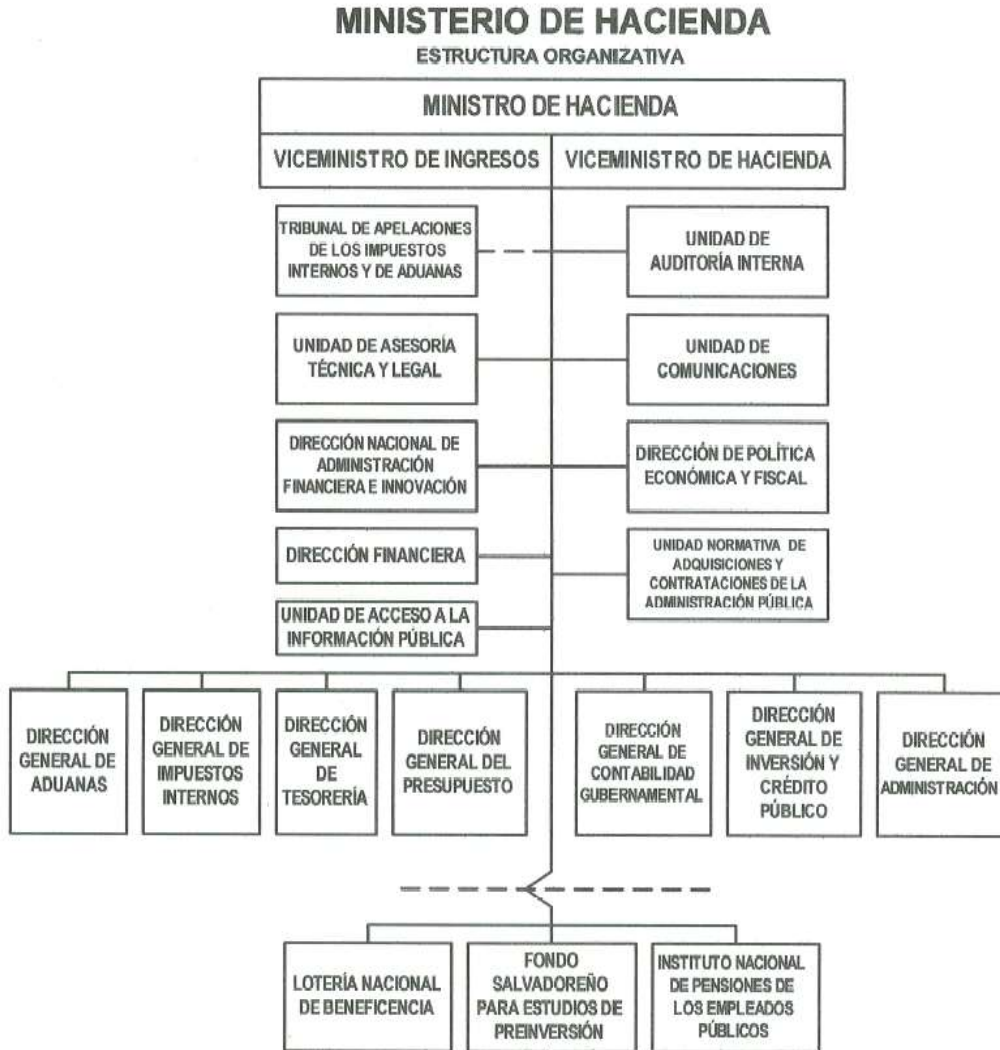 MINISTERIO DE HACIENDA
ESTRUCTURA ORGANIZATIVA
MINISTRO DE HACIENDA
VICEMINISTRO DE INGRESOS
VICEMINISTRO DE HACIENDA
TRIBUNAL DE APELACIONES
DE LOS IMPUESTOS
INTERNOS Y DE ADUANAS
UNIDAD DE
AUDITORÍA INTERNA
UNIDAD DE ASESORÍA
TÉCNICA Y LEGAL
UNIDAD DE
COMUNICACIONES
DIRECCIÓN NACIONAL DE
ADMINISTRACIÓN
FINANCIERA E INNOVACIÓN
DIRECCIÓN DE POLÍTICA
ECONÓMICA Y FISCAL
DIRECCIÓN FINANCIERA
UNIDAD NORMATIVA DE
ADQUISICIONES Y
CONTRATACIONES DE LA
ADMINISTRACIÓN PÚBLICA
UNIDAD DE ACCESO A LA
INFORMACIÓN PÚBLICA
DIRECCIÓN
GENERAL DE
ADUANAS
DIRECCIÓN
GENERAL DE
IMPUESTOS
INTERNOS
DIRECCIÓN
GENERAL
DE
TESORERÍA
DIRECCIÓN
GENERAL DEL
PRESUPUESTO
DIRECCIÓN
GENERAL DE
CONTABILIDAD
GUBERNAMENTAL
DIRECCIÓN
GENERAL DE
INVERSIÓN Y
CRÉDITO
PÚBLICO
DIRECCIÓN
GENERAL DE
ADMINISTRACIÓN
LOTERÍA NACIONAL
DE BENEFICENCIA
FONDO
SALVADOREÑO
PARA ESTUDIOS DE
PREINVERSIÓN
INSTITUTO NACIONAL
DE PENSIONES DE
LOS EMPLEADOS
PÚBLICOS